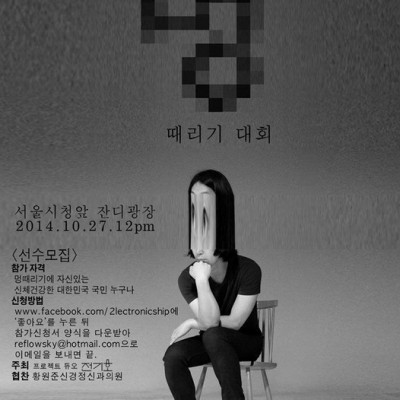 멍
때리기 대회
서울시청앞 잔디광장
2014.10.27.12pm
<선수모집>
참가 자격
멍때리기에 자신있는
신체건강한 대한민국 국민 누구나
신청방법
www.facebook.com/2lectronicship에
'좋아요'를 누른 뒤
참가신청서 양식을 다운받아
reflowsky@hotmail.com으로
이메일을 보내면 끝.
주최 프로젝트 듀오 전기호
협찬 황원준신경정신과의원